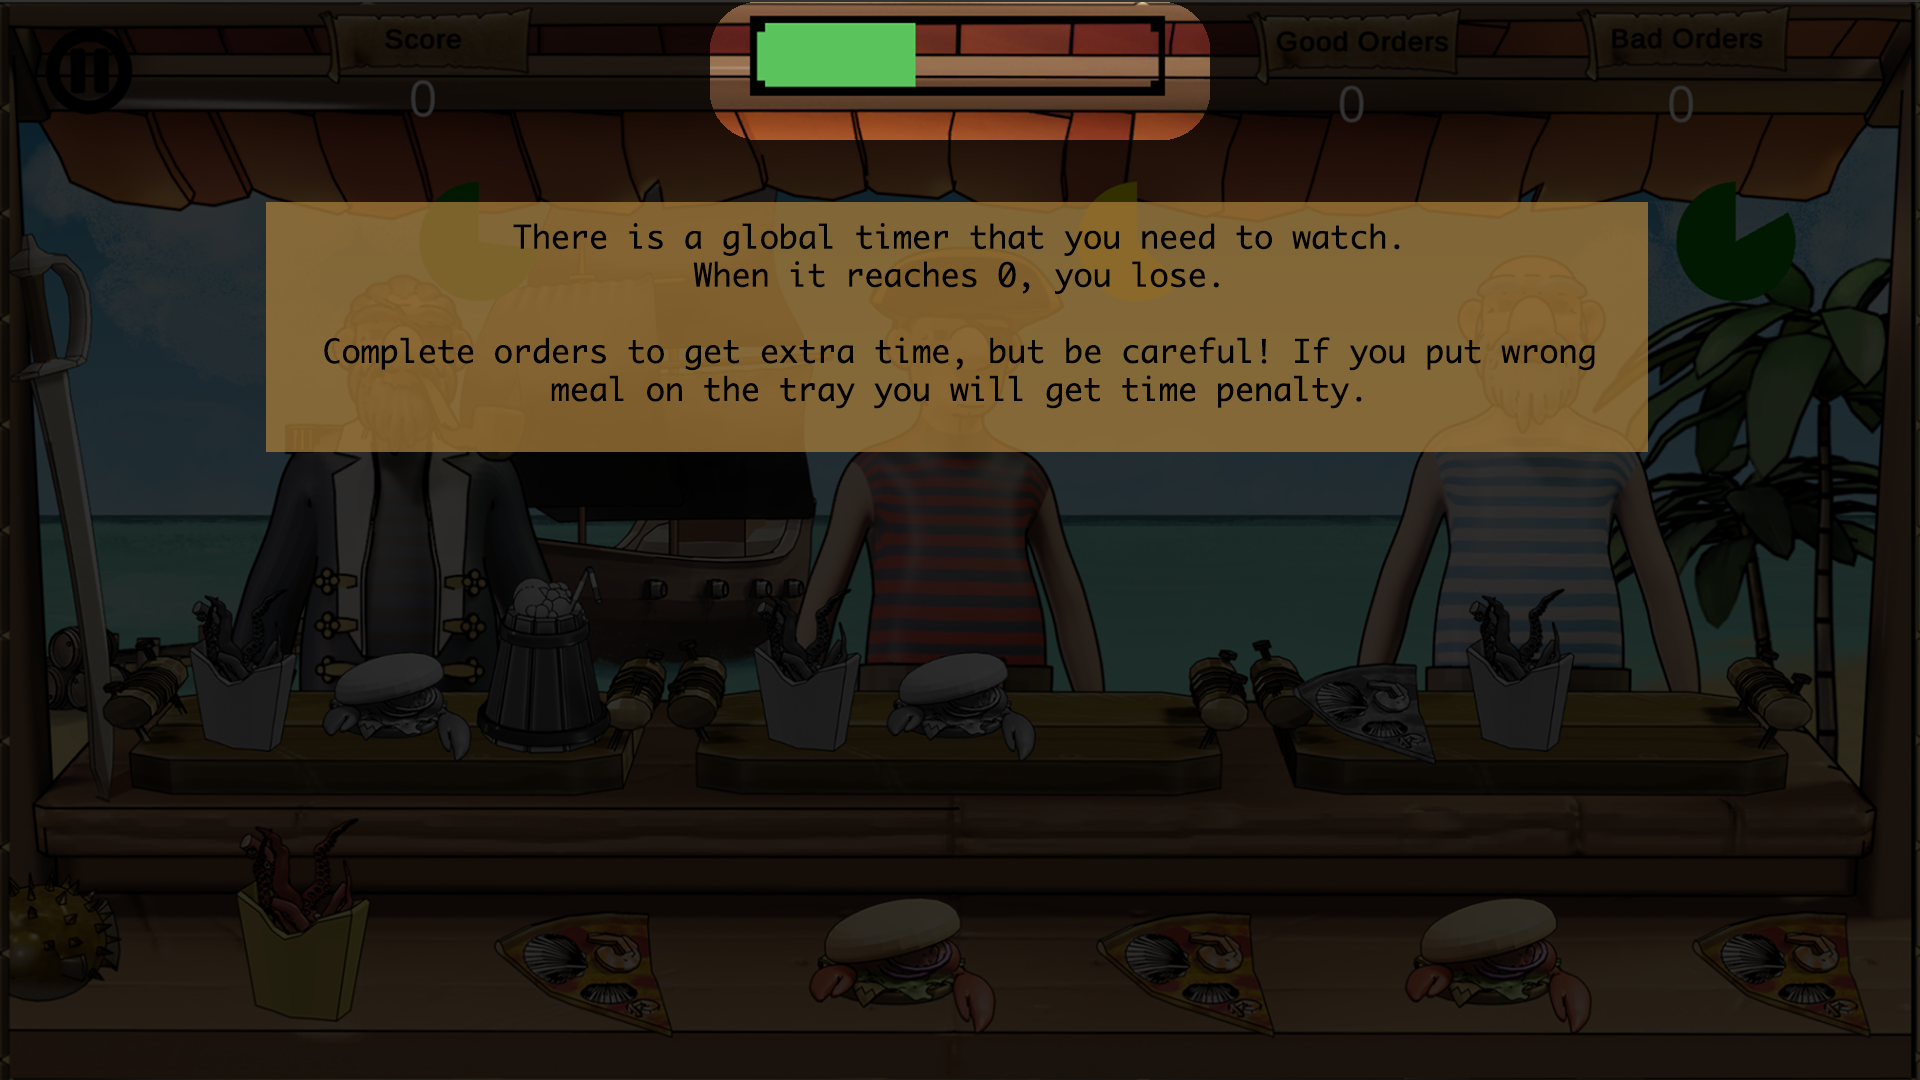 Score
Good Orders
Bad Orders
0
0
0
There is a global timer that you need to watch.
When it reaches 0, you lose.
Complete orders to get extra time, but be careful! If you put wrong
meal on the tray you will get time penalty.